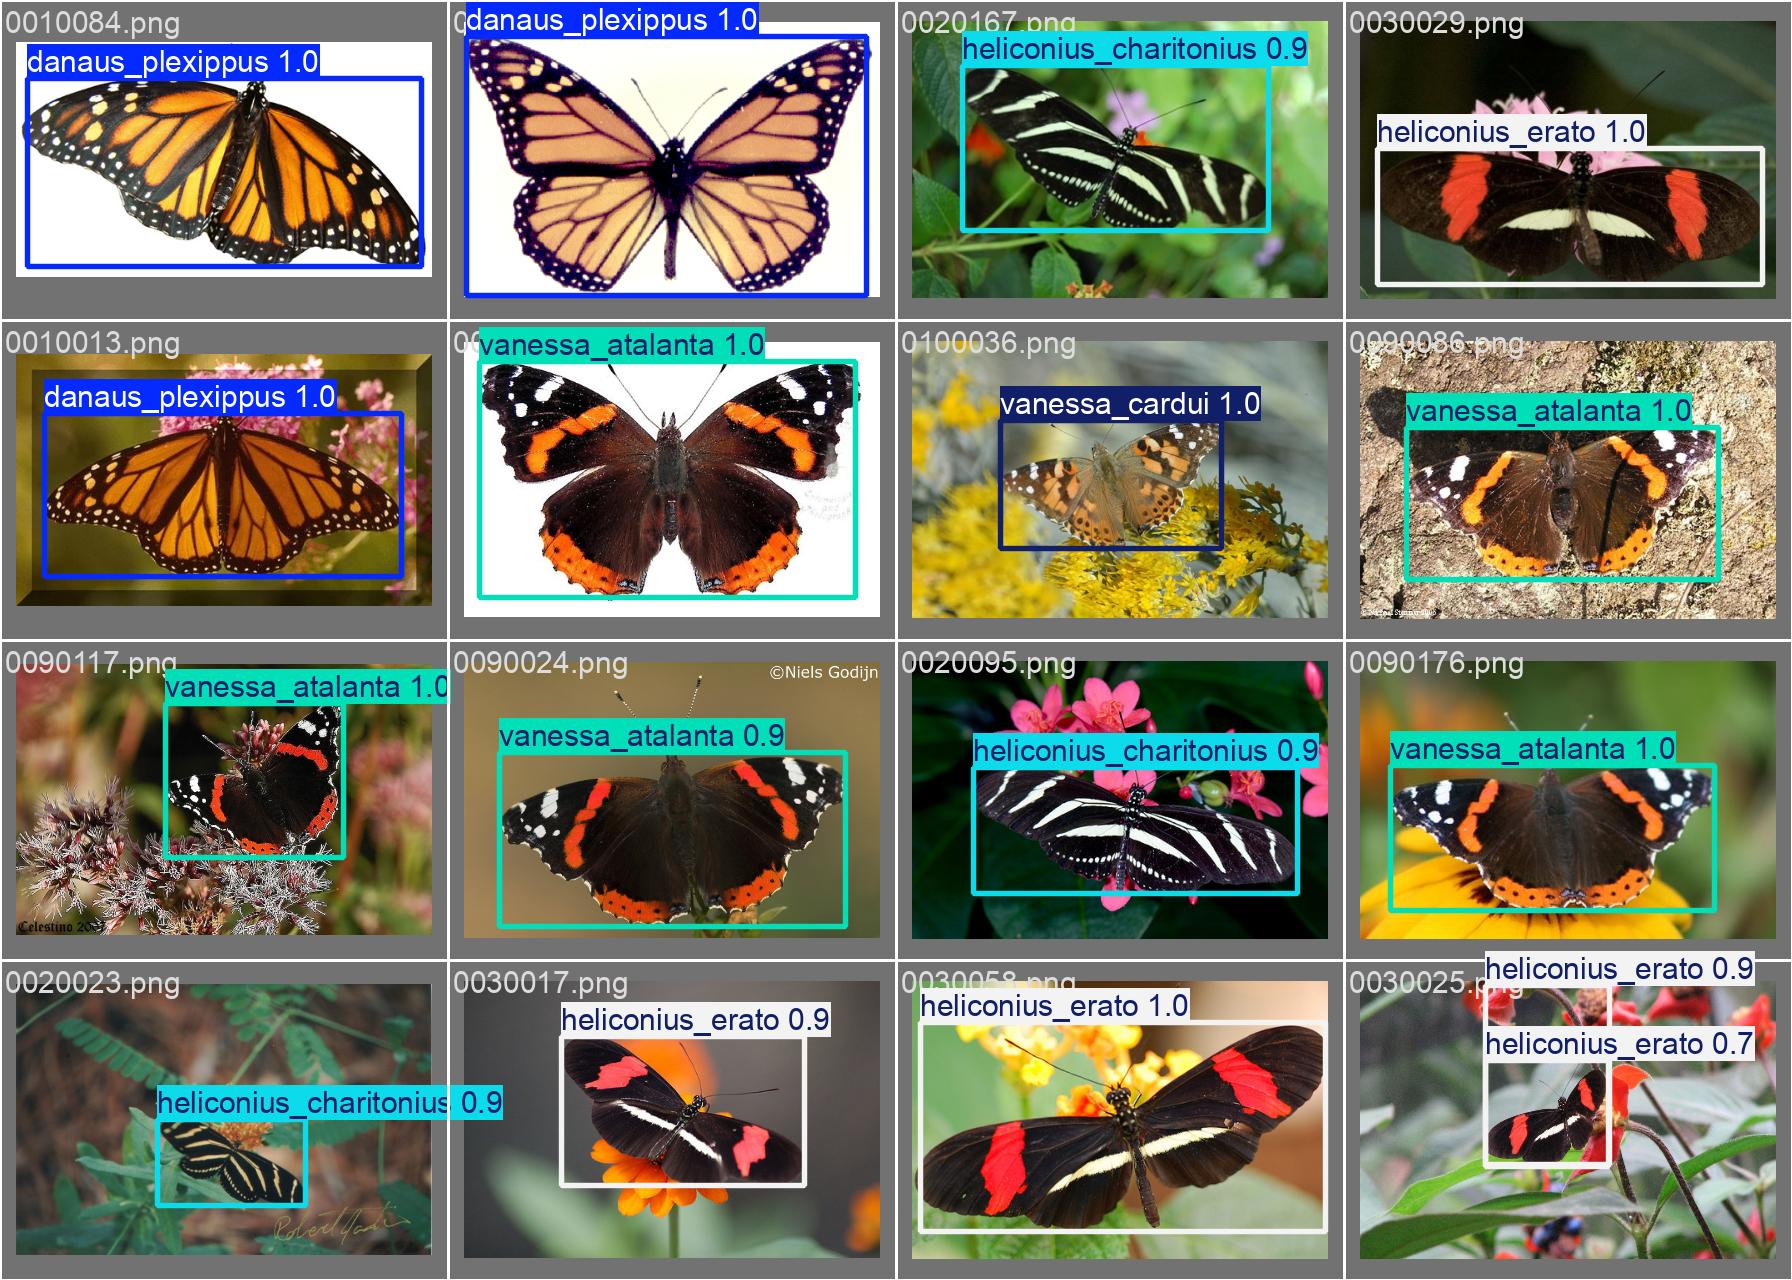 0010084.png
danaus_plexippus 1.0
danaus_plexippus 1.0
0020167.png
heliconius_charitonius 0.9
0030029.png
heliconius_erato 1.0
0010013.png
danaus_plexippus 1.0
vanessa_atalanta 1.0
0100036.png
vanessa_cardui 1.0
0090086.png
vanessa_atalanta 1.0
0090117.png
vanessa_atalanta 1.0
Celestino
0090024.png
©Niels Godijn
vanessa_atalanta 0.9
0020095.png
heliconius_charitonius 0.9
0090176.png
vanessa_atalanta 1.0
0020023.png
heliconius_charitonius 0.9
0030017.png
heliconius_erato 0.9
0030058.png
heliconius_erato 1.0
0030025.png
heliconius_erato 0.9
heliconius_erato 0.7